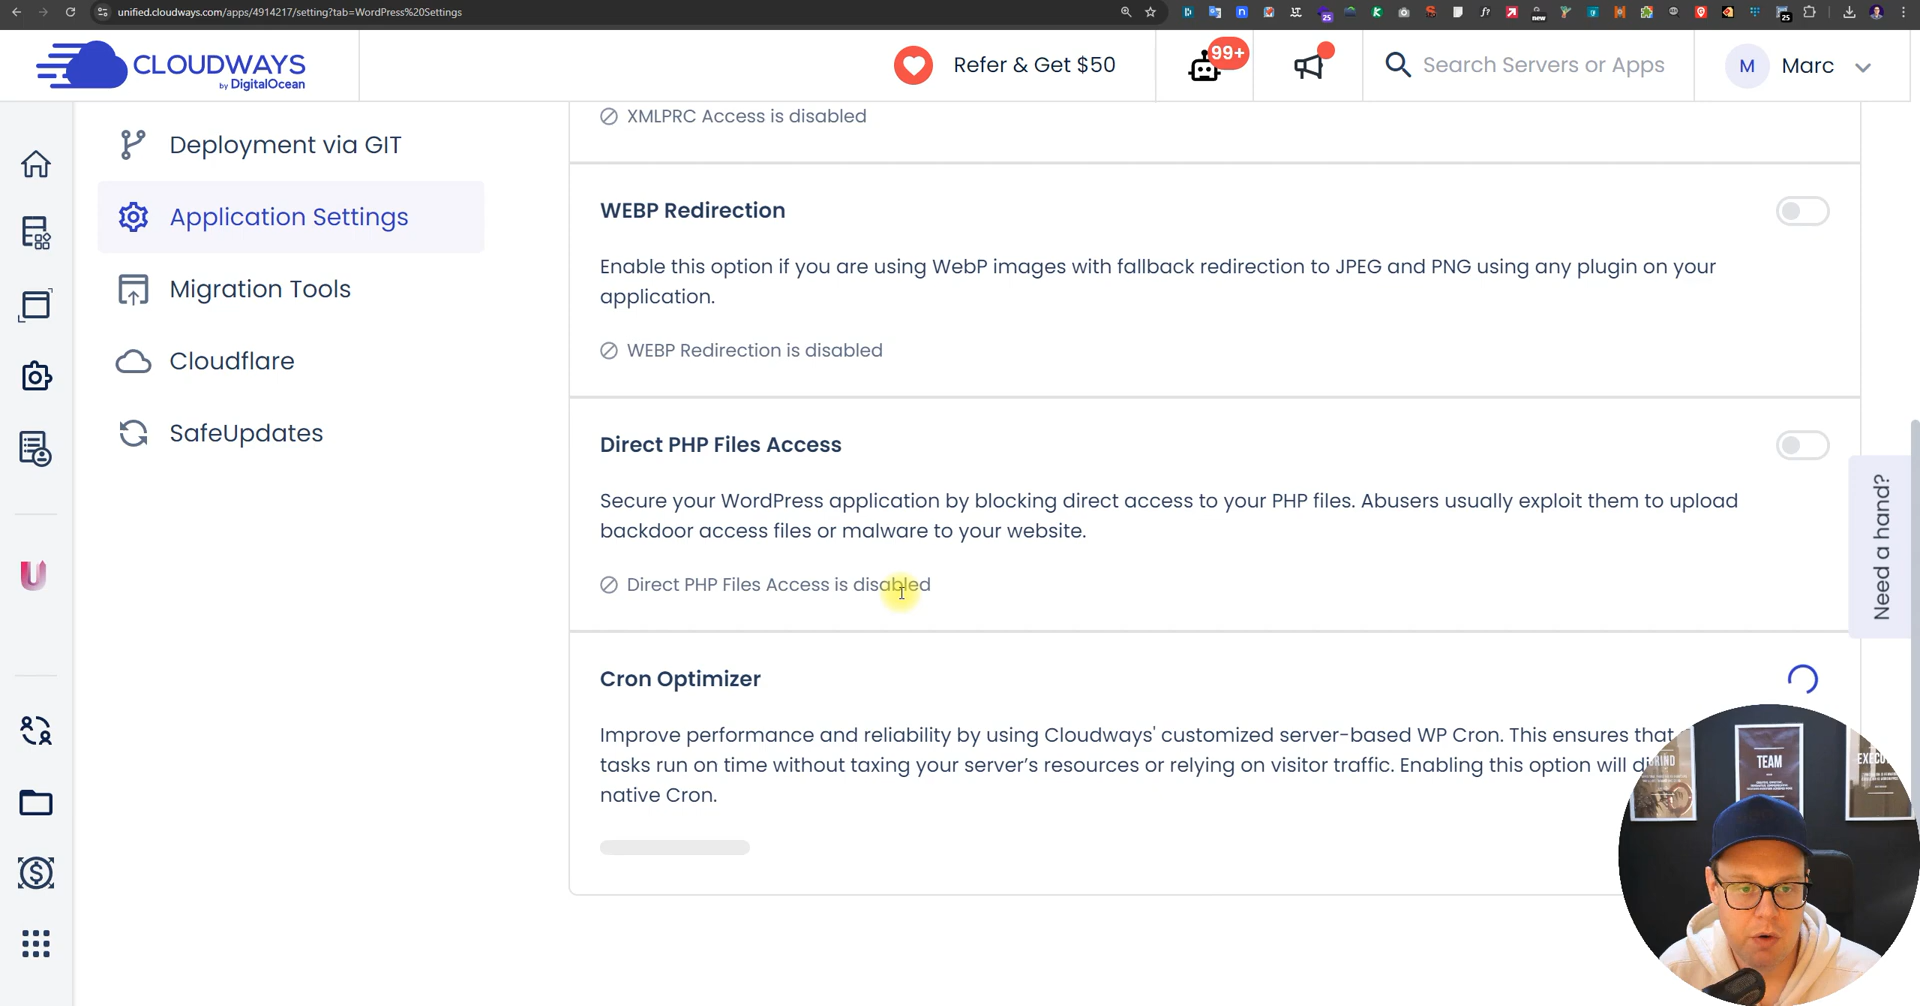 unified.cloudways.com/apps/4914217/setting?tab=WordPress%20Settings
25
new
25
CLOUDWAYS
by DigitalOcean
Refer & Get $50
99+
Search Servers or Apps
M
Marc
Deployment via GIT
Application Settings
Migration Tools
Cloudflare
SafeUpdates
XMLPRC Access is disabled
WEBP Redirection
Enable this option if you are using WebP images with fallback redirection to JPEG and PNG using any plugin on your
application.
WEBP Redirection is disabled
Direct PHP Files Access
Secure your WordPress application by blocking direct access to your PHP files. Abusers usually exploit them to upload
backdoor access files or malware to your website.
Direct PHP Files Access is disabled
Cron Optimizer
Improve performance and reliability by using Cloudways' customized server-based WP Cron. This ensures that
tasks run on time without taxing your server's resources or relying on visitor traffic. Enabling this option will
native Cron.
Need a hand?
TEAM